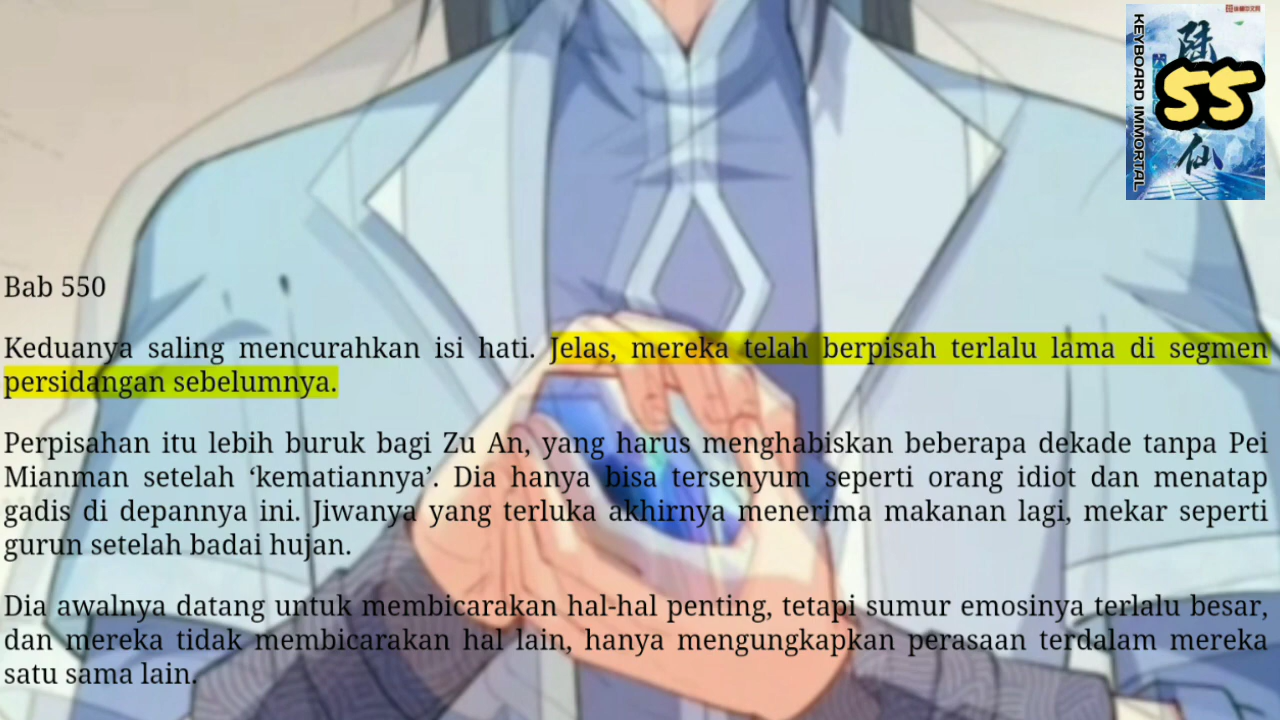 KEYBOARD IMMORTAL
陆
55
仙
Bab 550
Keduanya saling mencurahkan isi hati. Jelas, mereka telah berpisah terlalu lama di segmen
persidangan sebelumnya.
Perpisahan itu lebih buruk bagi Zu An, yang harus menghabiskan beberapa dekade tanpa Pei
Mianman setelah ‘kematiannya’. Dia hanya bisa tersenyum seperti orang idiot dan menatap
gadis di depannya ini. Jiwanya yang terluka akhirnya menerima makanan lagi, mekar seperti
gurun setelah badai hujan.
Dia awalnya datang untuk membicarakan hal-hal penting, tetapi sumur emosinya terlalu besar,
dan mereka tidak membicarakan hal lain, hanya mengungkapkan perasaan terdalam mereka
satu sama lain.